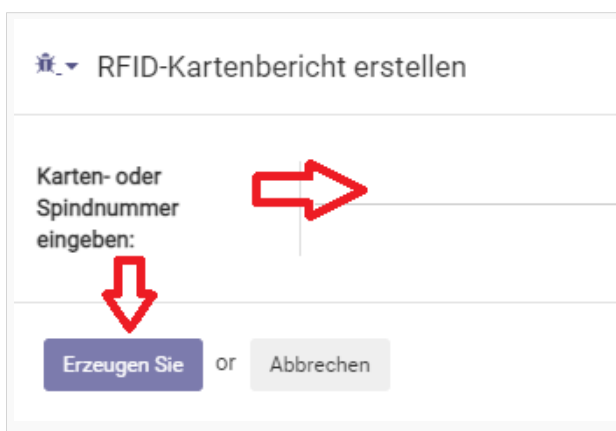 RFID-Kartenbericht erstellen
Karten- oder
Spindnummer
eingeben:
Erzeugen Sie or Abbrechen